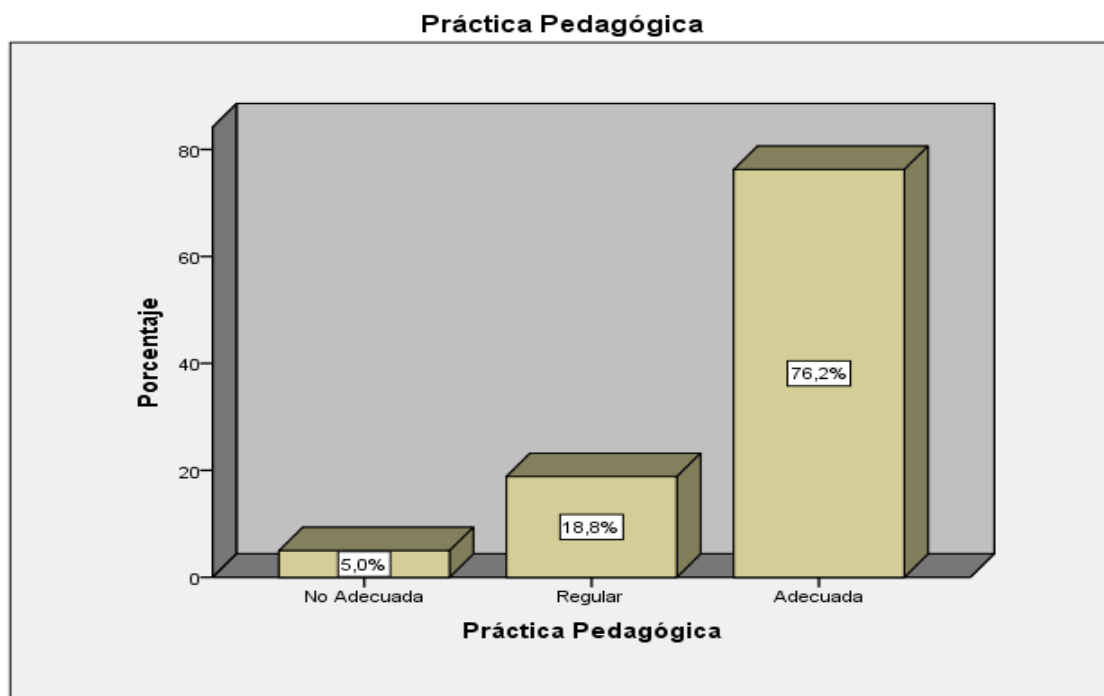 Práctica Pedagógica
80
60
40
20
0
Porcentaje
76,2%
18,8%
5,0%
No Adecuada
Regular
Adecuada
Práctica Pedagógica